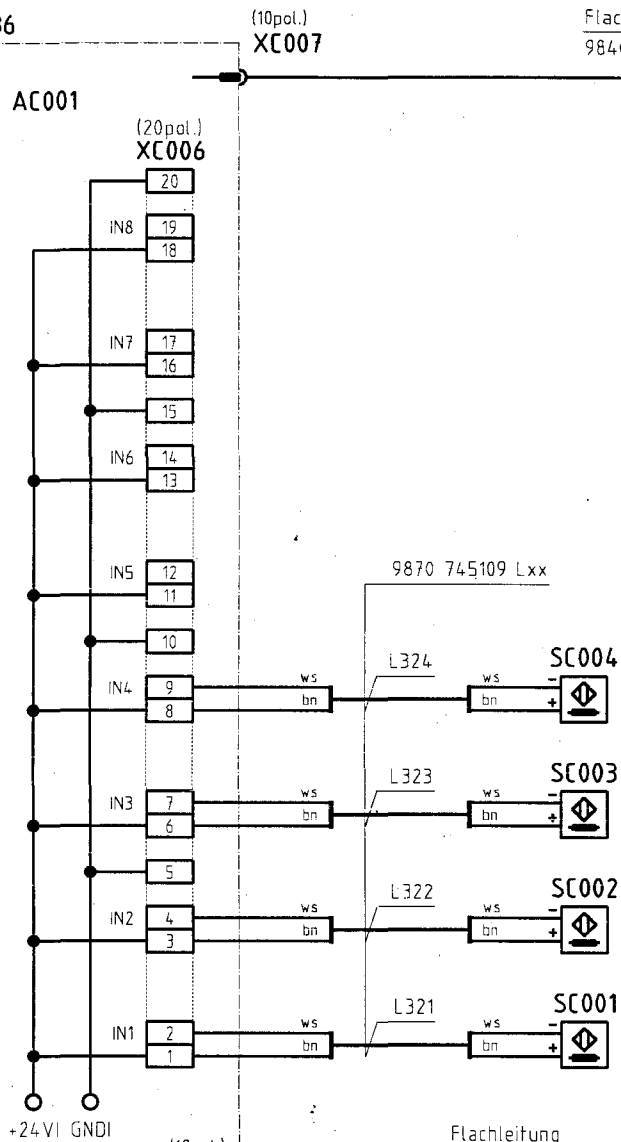 36
(10pol.)
XC007
Flac
984
AC001
(20pol.)
XC006
20
IN8 19
18
IN7 17
16
15
IN6 14
13
IN5 12
11
10
9870 745109 Lxx
IN4 9 ws L324 ws - SC004
8 bn bn +
IN3 7 ws L323 ws - SC003
6 bn bn +
5
IN2 4 ws L322 ws - SC002
3 bn bn +
IN1 2 ws L321 ws - SC001
1 bn bn +
+24VI GNDI
Flachleitung